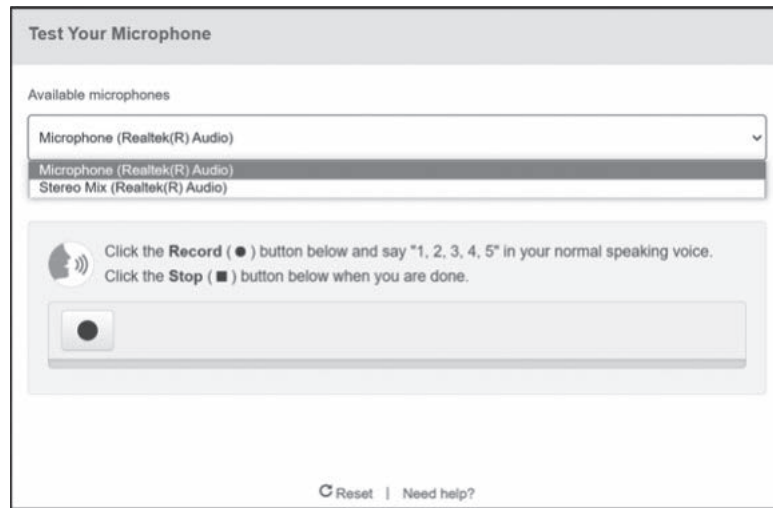 Test Your Microphone
Available microphones
Microphone (Realtek(R) Audio)
Microphone (Realtek(R) Audio)
Stereo Mix (Realtek(R) Audio)
Click the Record ( ● ) button below and say "1, 2, 3, 4, 5" in your normal speaking voice.
Click the Stop ( ■ ) button below when you are done.
Reset | Need help?